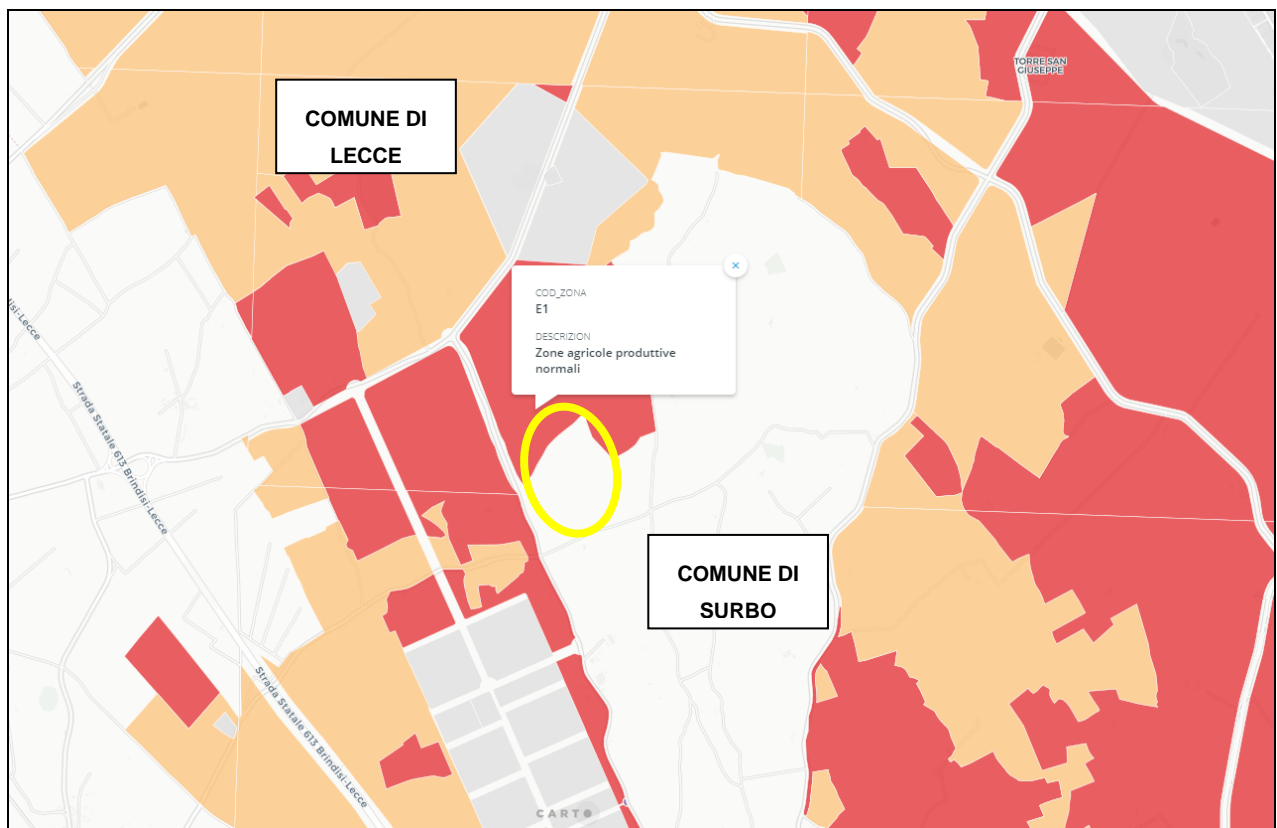 TORRE SAN
GIUSEPPE
COMUNE DI
LECCE
COD_ZONA
E1
DESCRIZION
Zone agricole produttive
normali
disi-Lecce
Strada Statale 613 Brindisi-Lecce
COMUNE DI
SURBO
Strada Statale 613 Brindisi-Lecce
CARTO